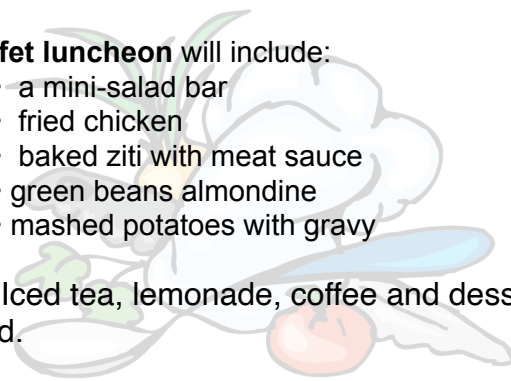 fet luncheon will include:
• a mini-salad bar
• fried chicken
• baked ziti with meat sauce
• green beans almondine
• mashed potatoes with gravy
Iced tea, lemonade, coffee and dess
d.